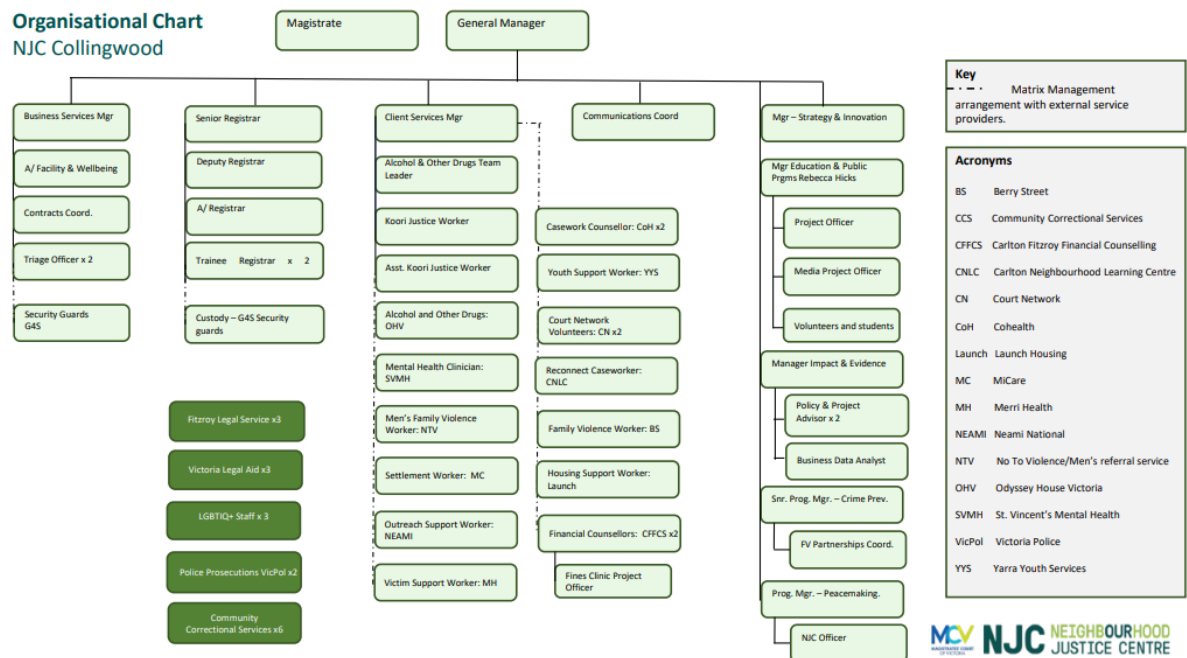 Organisational Chart
NJC Collingwood
Magistrate
General Manager
Business Services Mgr
A/ Facility & Wellbeing
Contracts Coord.
Triage Officer x 2
Security Guards
G4S
Senior Registrar
Deputy Registrar
A/ Registrar
Trainee Registrar x 2
Custody – G4S Security
guards
Client Services Mgr
Alcohol & Other Drugs Team
Leader
Koori Justice Worker
Asst. Koori Justice Worker
Alcohol and Other Drugs:
OHV
Mental Health Clinician:
SVMH
Men's Family Violence
Worker: NTV
Settlement Worker: MC
Outreach Support Worker:
NEAMI
Victim Support Worker: MH
Casework Counsellor: CoH x2
Youth Support Worker: YYS
Court Network
Volunteers: CN x2
Reconnect Caseworker:
CNLC
Family Violence Worker: BS
Housing Support Worker:
Launch
Financial Counsellors: CFFCS x2
Fines Clinic Project
Officer
Communications Coord
Mgr – Strategy & Innovation
Mgr Education & Public
Prgms Rebecca Hicks
Project Officer
Media Project Officer
Volunteers and students
Manager Impact & Evidence
Policy & Project
Advisor x 2
Business Data Analyst
Snr. Prog. Mgr. – Crime Prev.
FV Partnerships Coord.
Prog. Mgr. – Peacemaking.
NJC Officer
Fitzroy Legal Service x3
Victoria Legal Aid x3
LGBTIQ+ Staff x 3
Police Prosecutions VicPol x2
Community
Correctional Services x6
Key
Matrix Management
arrangement with external service
providers.
Acronyms
BS Berry Street
CCS Community Correctional Services
CFFCS Carlton Fitzroy Financial Counselling
CNLC Carlton Neighbourhood Learning Centre
CN Court Network
CoH Cohealth
Launch Launch Housing
MC MiCare
MH Merri Health
NEAMI Neami National
NTV No To Violence/Men's referral service
OHV Odyssey House Victoria
SVMH St. Vincent's Mental Health
VicPol Victoria Police
YYS Yarra Youth Services
MCV
MAGISTRATES' COURT
OF VICTORIA
NJC
NEIGHBOURHOOD
JUSTICE CENTRE